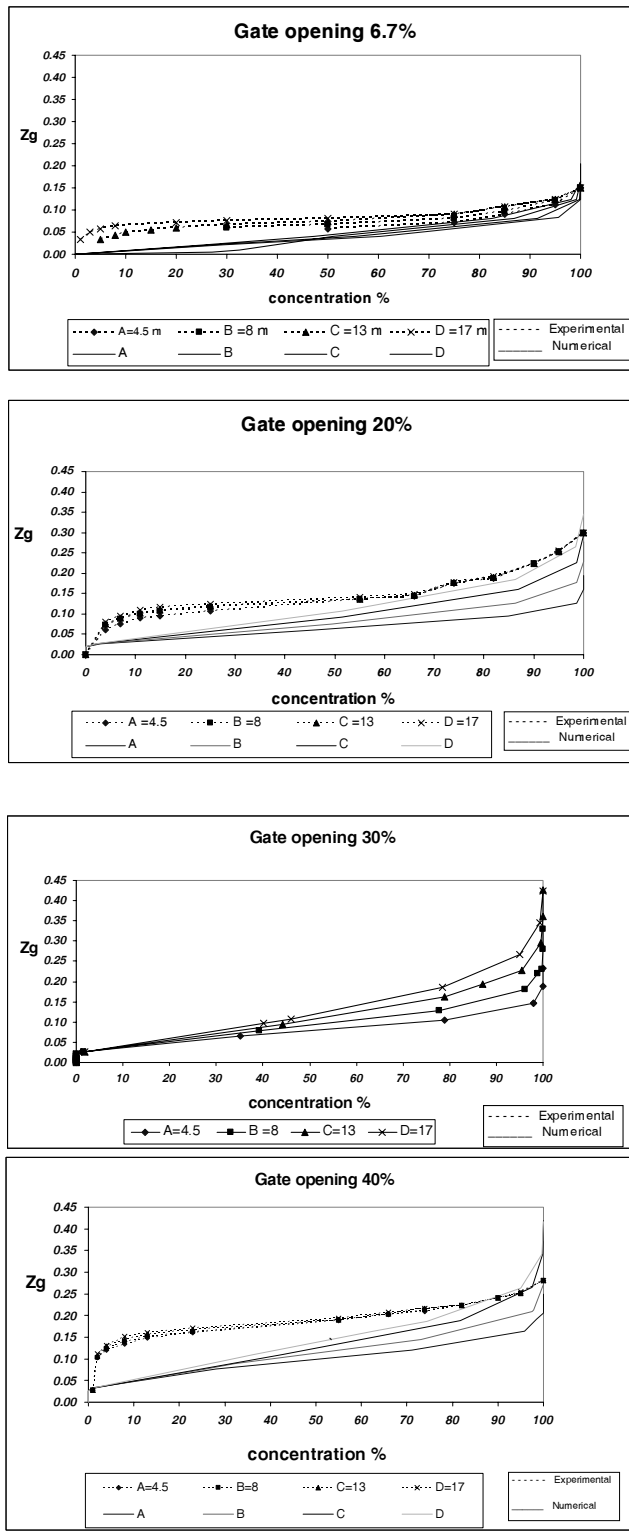 Gate opening 6.7%
0.45
0.40
0.35
0.30
Zg
0.25
0.20
0.15
0.10
0.05
0.00
0 10 20 30 40 50 60 70 80 90 100
concentration %
A=4.5 m B =8 m C =13 m D =17 m
A B C D
Experimental
Numerical
Gate opening 20%
0.45
0.40
0.35
0.30
Zg
0.25
0.20
0.15
0.10
0.05
0.00
0 10 20 30 40 50 60 70 80 90 100
concentration %
A =4.5 B =8 C =13 D =17
A B C D
Experimental
Numerical
Gate opening 30%
0.45
0.40
0.35
0.30
Zg
0.25
0.20
0.15
0.10
0.05
0.00
0 10 20 30 40 50 60 70 80 90 100
concentration %
A=4.5 B =8 C=13 D=17
Experimental
Numerical
Gate opening 40%
0.45
0.40
0.35
0.30
Zg
0.25
0.20
0.15
0.10
0.05
0.00
0 10 20 30 40 50 60 70 80 90 100
concentration %
A=4.5 B=8 C=13 D=17
A B C D
Experimental
Numerical